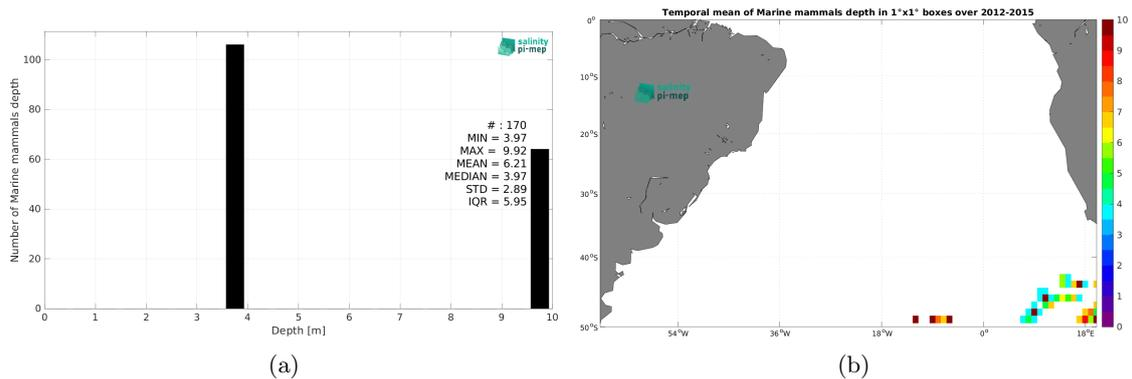 100
80
60
40
20
0
Number of Marine mammals depth
salinity
pi-mep
# : 170
MIN = 3.97
MAX = 9.92
MEAN = 6.21
MEDIAN = 3.97
STD = 2.89
IQR = 5.95
0 1 2 3 4 5 6 7 8 9 10
Depth [m]
(a)
Temporal mean of Marine mammals depth in 1°x1° boxes over 2012-2015
0°
10°S
20°S
30°S
40°S
50°S
salinity
pi-mep
54°W 36°W 18°W 0° 18°E
10
9
8
7
6
5
4
3
2
1
0
(b)